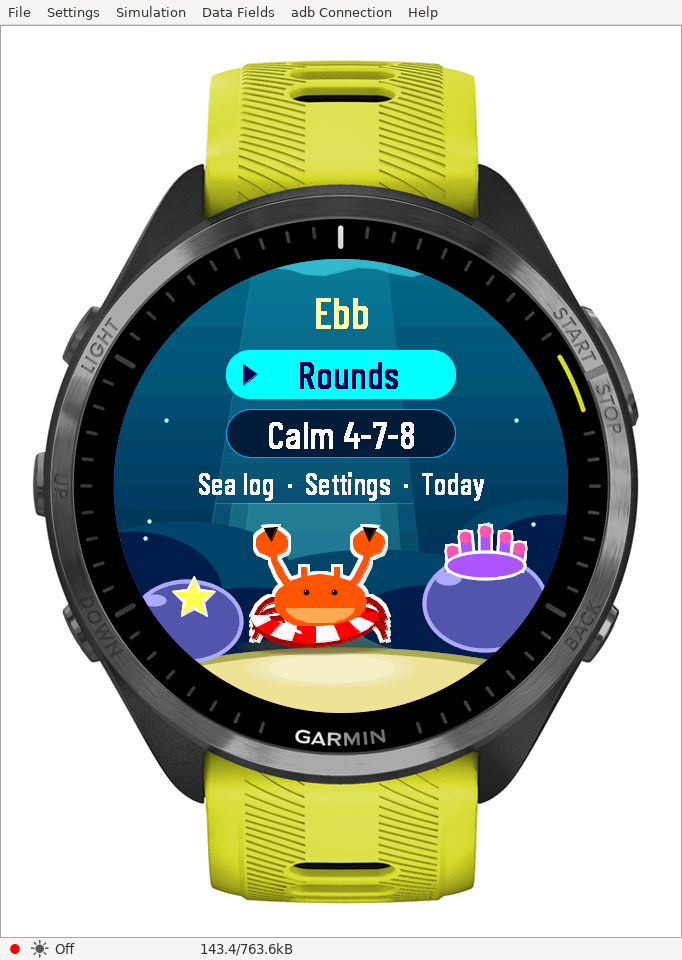 File Settings Simulation Data Fields adb Connection Help
LIGHT
START
STOP
Ebb
Rounds
Calm 4-7-8
UP
Sea log · Settings · Today
DOWN
BACK
GARMIN
Off 143.4/763.6kB